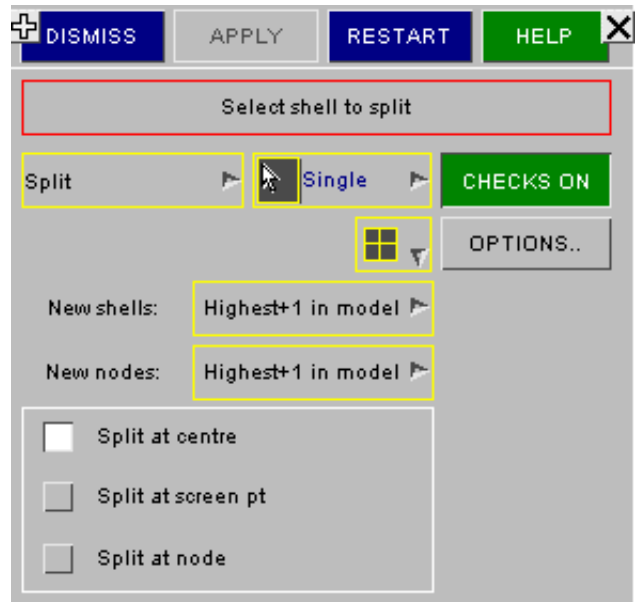 DISMISS APPLY RESTART HELP
Select shell to split
Split Single CHECKS ON
OPTIONS..
New shells: Highest+1 in model
New nodes: Highest+1 in model
Split at centre
Split at screen pt
Split at node